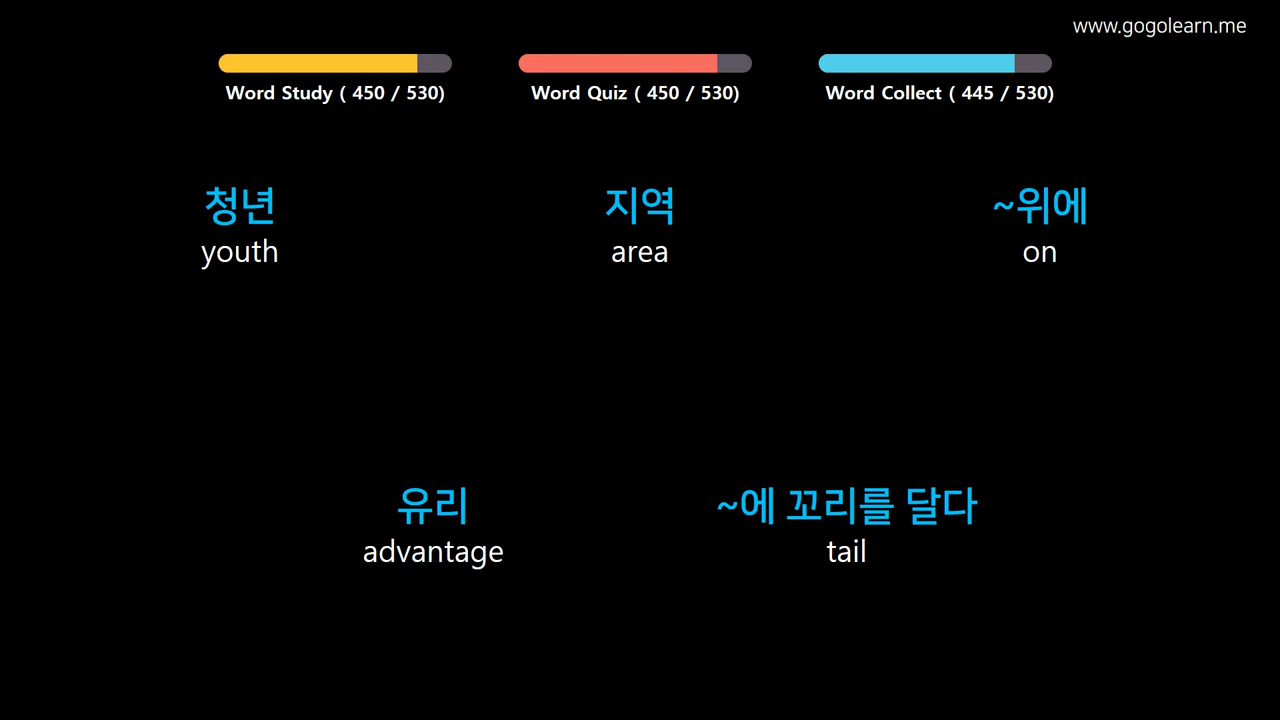 www.gogolearn.me
Word Study ( 450 / 530)
Word Quiz ( 450 / 530)
Word Collect ( 445 / 530)
청년
youth
지역
area
~위에
on
유리
advantage
~에 꼬리를 달다
tail